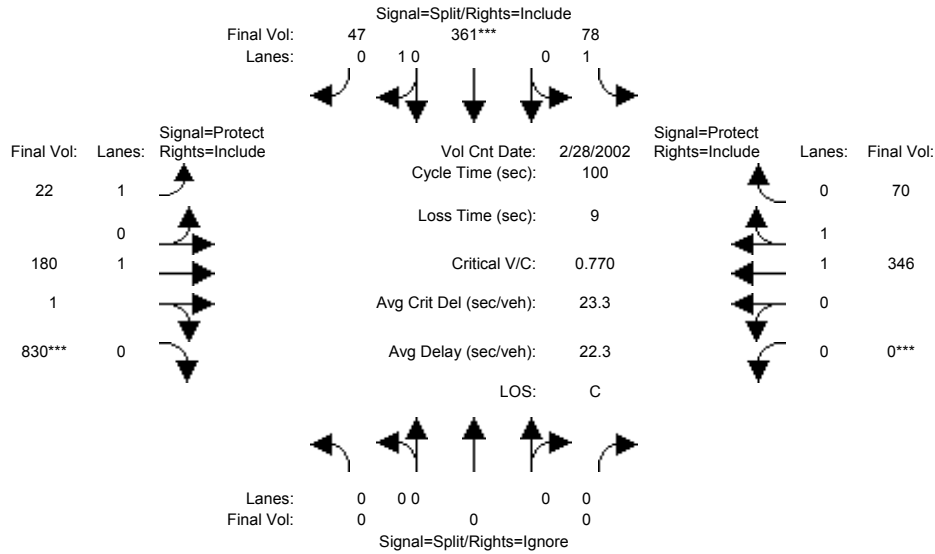 Signal=Split/Rights=Include
Final Vol: 47 361*** 78
Lanes: 0 1 0 0 1
Signal=Protect
Final Vol: Lanes: Rights=Include
Vol Cnt Date: 2/28/2002
Signal=Protect
Rights=Include Lanes: Final Vol:
Cycle Time (sec): 100
22 1
0 70
Loss Time (sec): 9
0
1
180 1
Critical V/C: 0.770
1 346
1
Avg Crit Del (sec/veh): 23.3
0
830*** 0
Avg Delay (sec/veh): 22.3
0 0***
LOS: C
Lanes: 0 0 0 0 0
Final Vol: 0 0 0
Signal=Split/Rights=Ignore